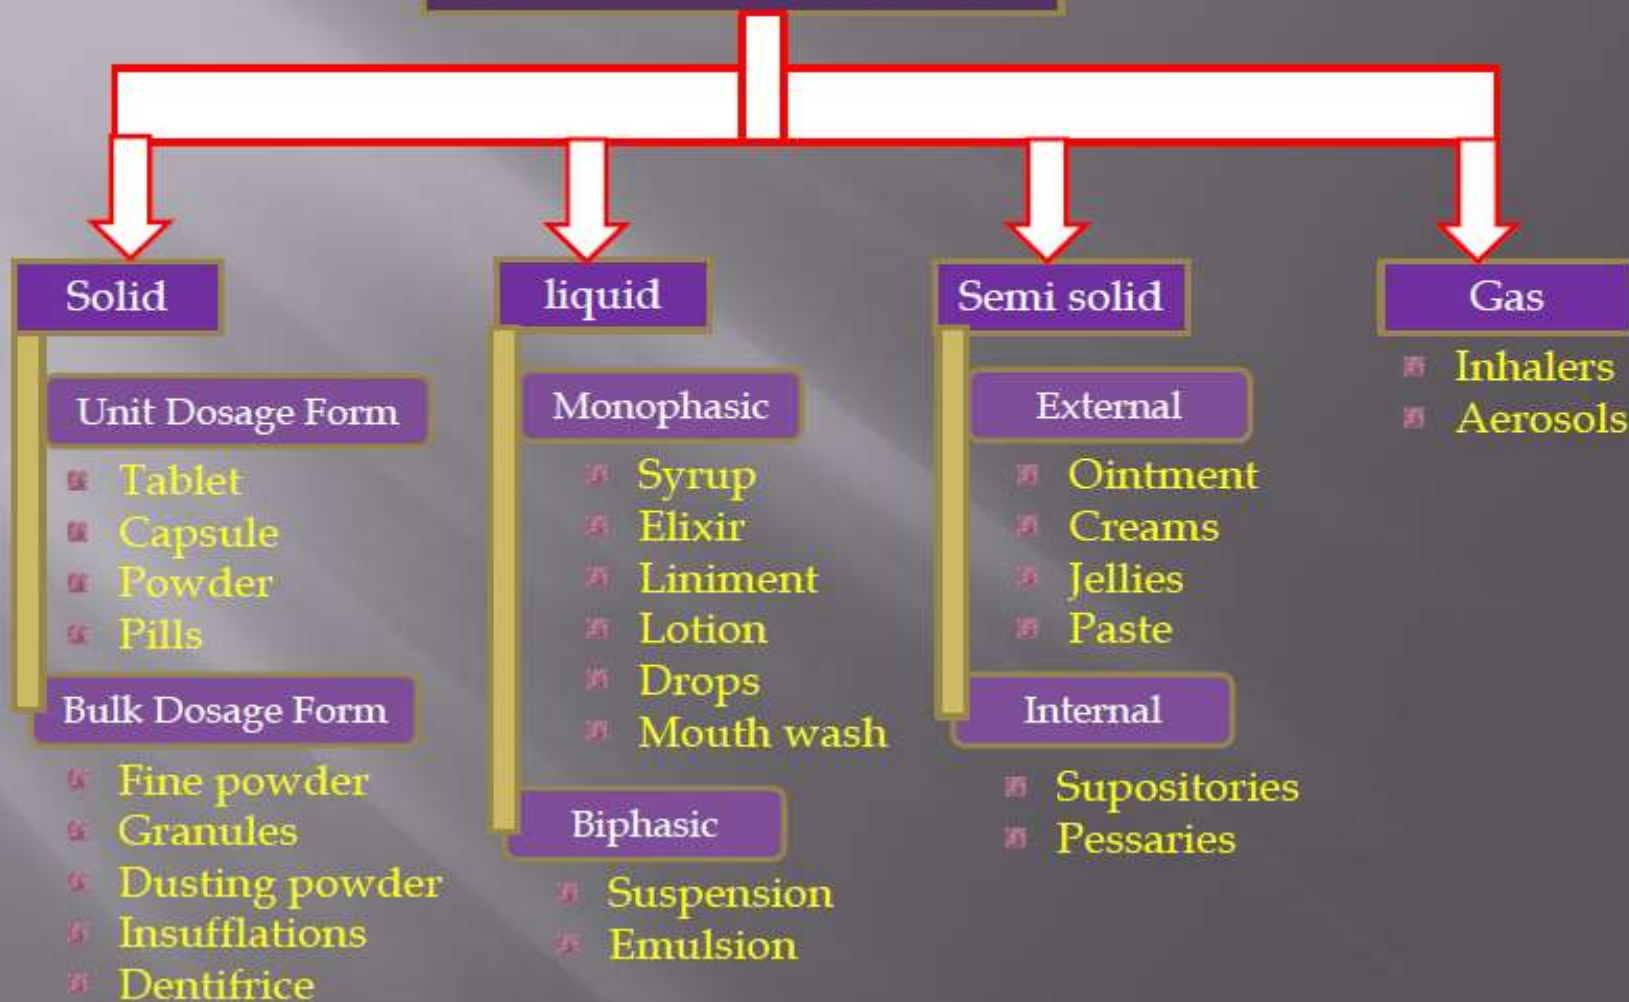 Solid
Unit Dosage Form
Tablet
Capsule
Powder
Pills
Bulk Dosage Form
Fine powder
Granules
Dusting powder
Insufflations
Dentifrice
liquid
Monophasic
Syrup
Elixir
Liniment
Lotion
Drops
Mouth wash
Biphasic
Suspension
Emulsion
Semi solid
External
Ointment
Creams
Jellies
Paste
Internal
Supositories
Pessaries
Gas
Inhalers
Aerosols